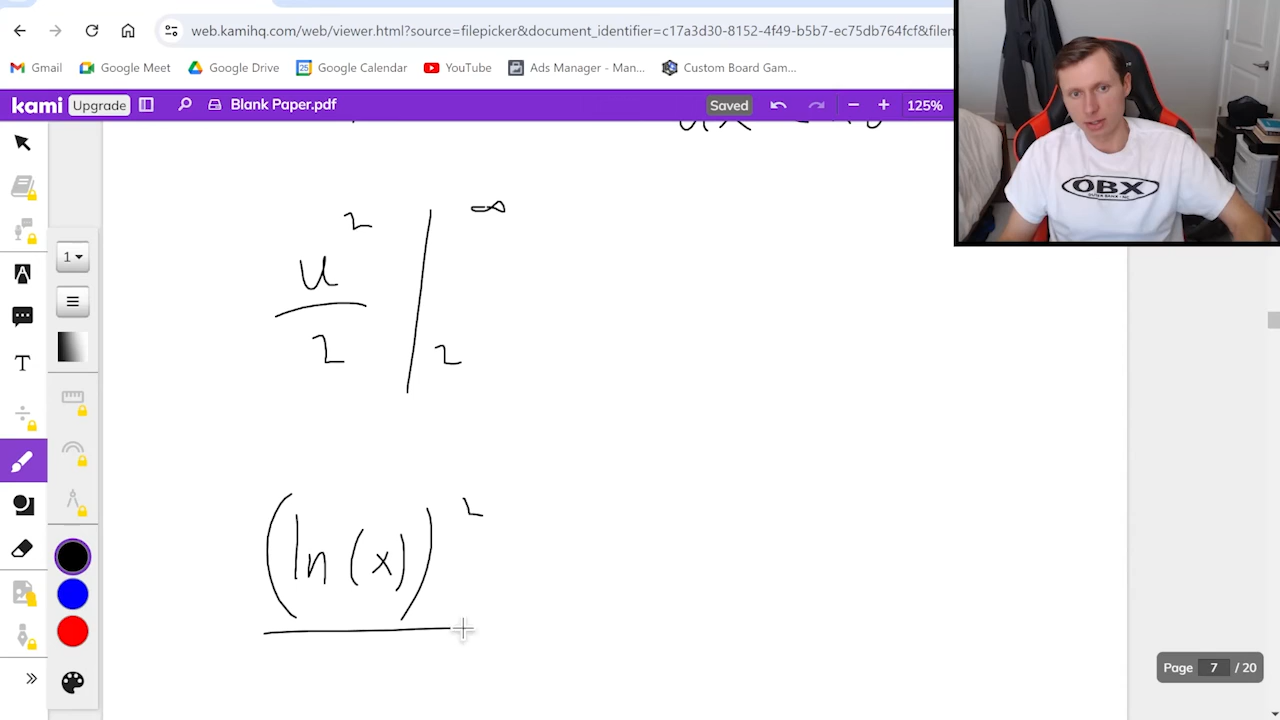 web.kamihq.com/web/viewer.html?source=filepicker&document_identifier=c17a3d30-8152-4f49-b5b7-ec75db764fcf&filen
Gmail Google Meet Google Drive 25 Google Calendar YouTube Ads Manager - Man... Custom Board Gam...
kami Upgrade Blank Paper.pdf Saved 125%
OBX
u² ∞
2 2
1
T
(ln(x))²
Page 7 / 20